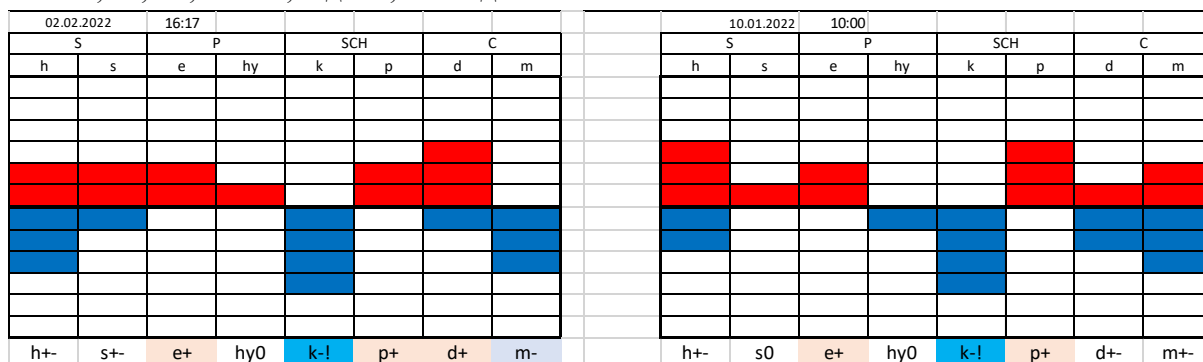 02.02.2022 16:17 10.01.2022 10:00
S P SCH C S P SCH C
h s e hy k p d m h s e hy k p d m
h+- s+- e+ hy0 k-! p+ d+ m- h+- s0 e+ hy0 k-! p+ d+- m+-